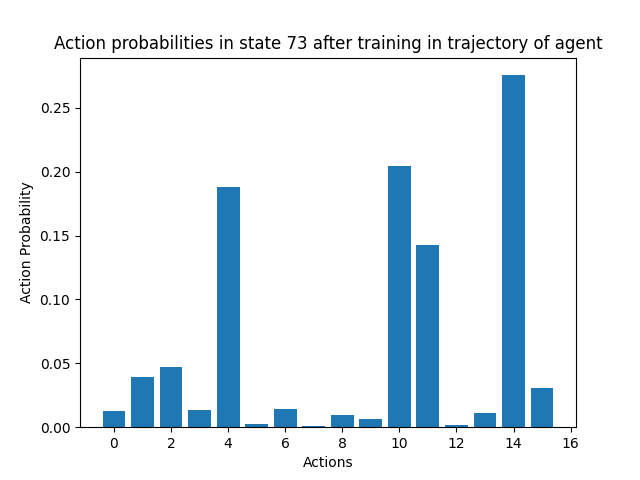 Action probabilities in state 73 after training in trajectory of agent
0.25
0.20
0.15
0.10
0.05
0.00
Action Probability
0 2 4 6 8 10 12 14 16
Actions